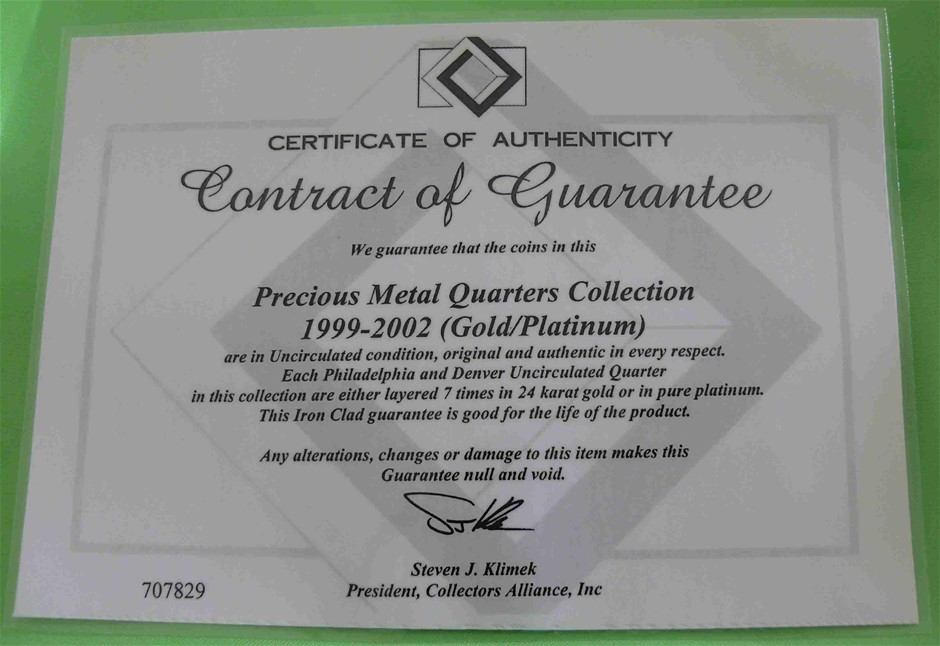 CERTIFICATE OF AUTHENTICITY
Contract of Guarantee
We guarantee that the coins in this
Precious Metal Quarters Collection
1999-2002 (Gold/Platinum)
are in Uncirculated condition, original and authentic in every respect.
Each Philadelphia and Denver Uncirculated Quarter
in this collection are either layered 7 times in 24 karat gold or in pure platinum.
This Iron Clad guarantee is good for the life of the product.
Any alterations, changes or damage to this item makes this
Guarantee null and void.
Steven J. Klimek
President, Collectors Alliance, Inc
707829